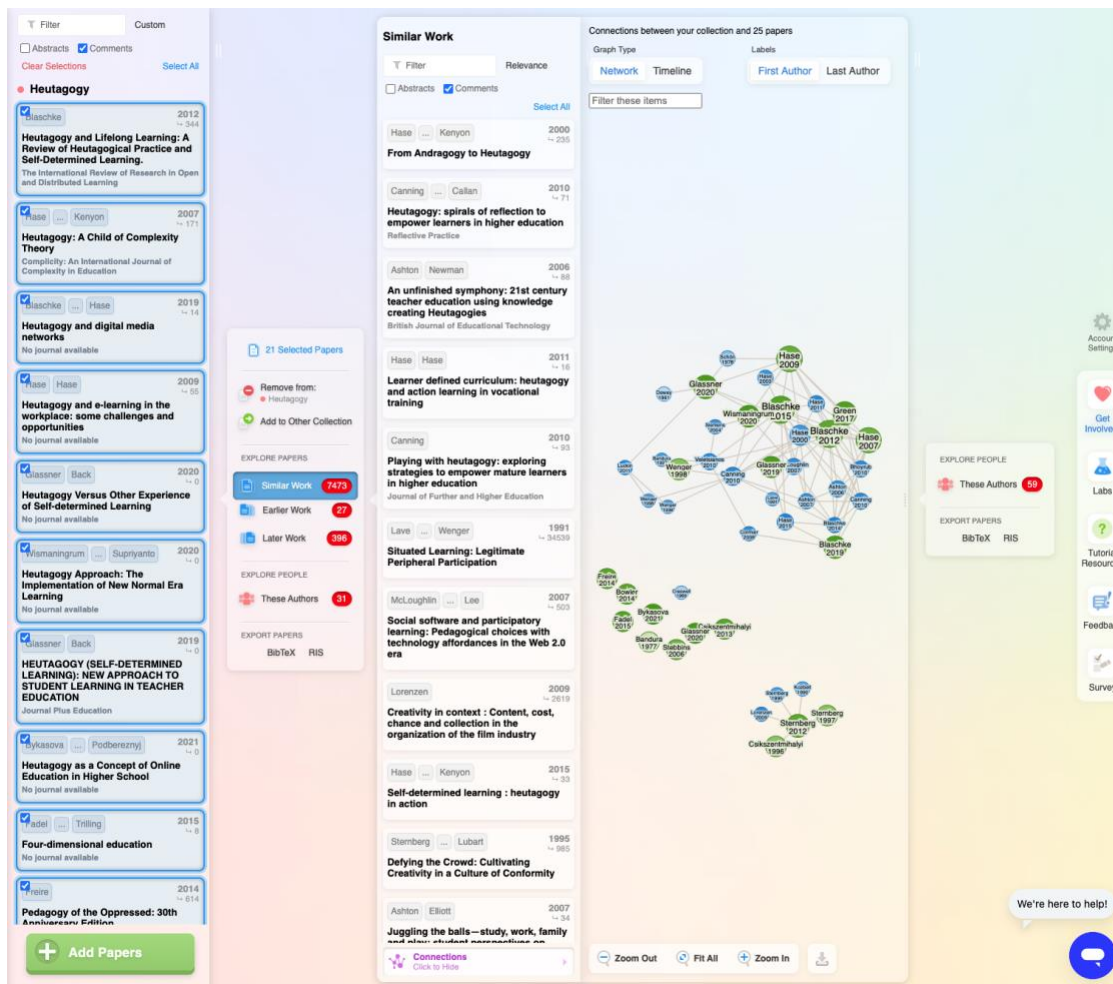 Filter
Custom
Abstracts
Comments
Clear Selections
Select All
Heutagogy
Blaschke
2012
344
Heutagogy and Lifelong Learning: A
Review of Heutagogical Practice and
Self-Determined Learning.
The International Review of Research in Open
and Distributed Learning
Hase ... Kenyon
2007
171
Heutagogy: A Child of Complexity
Theory
Complicity: An International Journal of
Complexity in Education
Blaschke ... Hase
2019
14
Heutagogy and digital media
networks
No journal available
Hase Hase
2009
55
Heutagogy and e-learning in the
workplace: some challenges and
opportunities
No journal available
Glassner Back
2020
0
Heutagogy Versus Other Experience
of Self-determined Learning
No journal available
Wismaningrum ... Supriyanto
2020
0
Heutagogy Approach: The
Implementation of New Normal Era
Learning
No journal available
Glassner Back
2019
0
HEUTAGOGY (SELF-DETERMINED
LEARNING): NEW APPROACH TO
STUDENT LEARNING IN TEACHER
EDUCATION
Journal Plus Education
Bykasova ... Podbereznyj
2021
0
Heutagogy as a Concept of Online
Education in Higher School
No journal available
Fadel ... Trilling
2015
8
Four-dimensional education
No journal available
Freire
2014
614
Pedagogy of the Oppressed: 30th
Anniversary Edition
Add Papers
21 Selected Papers
Remove from:
Heutagogy
Add to Other Collection
EXPLORE PAPERS
Similar Work 7473
Earlier Work 27
Later Work 396
EXPLORE PEOPLE
These Authors 31
EXPORT PAPERS
BibTeX RIS
Similar Work
Filter
Relevance
Abstracts
Comments
Select All
Hase ... Kenyon
2000
235
From Andragogy to Heutagogy
Canning ... Callan
2010
71
Heutagogy: spirals of reflection to
empower learners in higher education
Reflective Practice
Ashton Newman
2006
88
An unfinished symphony: 21st century
teacher education using knowledge
creating Heutagogies
British Journal of Educational Technology
Hase Hase
2011
16
Learner defined curriculum: heutagogy
and action learning in vocational
training
Canning
2010
93
Playing with heutagogy: exploring
strategies to empower mature learners
in higher education
Journal of Further and Higher Education
Lave ... Wenger
1991
34539
Situated Learning: Legitimate
Peripheral Participation
McLoughlin ... Lee
2007
503
Social software and participatory
learning: Pedagogical choices with
technology affordances in the Web 2.0
era
Lorenzen
2009
2619
Creativity in context : Content, cost,
chance and collection in the
organization of the film industry
Hase ... Kenyon
2015
33
Self-determined learning : heutagogy
in action
Sternberg ... Lubart
1995
985
Defying the Crowd: Cultivating
Creativity in a Culture of Conformity
Ashton Elliott
2007
34
Juggling the balls—study, work, family
and play: student perspectives on
Connections
Click to Hide
Connections between your collection and 25 papers
Graph Type
Network Timeline
Labels
First Author Last Author
Filter these items
Hase
2009
Glassner
2020
Wismaningrum
2020
Blaschke
2015
Hase
2011
Green
2017
Hase
2000
Blaschke
2012
Hase
2007
Wenger
1998
Canning
2010
Glassner
2019
Ashton
2006
Canning
2010
Blaschke
2019
Freire
2014
Bowler
2014
Fadel
2015
Bykasova
2021
Glassner
2020
Csikszentmihalyi
2013
Bandura
1977
Stebbins
2006
Sternberg
2012
Sternberg
1997
Csikszentmihalyi
1996
Zoom Out
Fit All
Zoom In
EXPLORE PEOPLE
These Authors 59
EXPORT PAPERS
BibTeX RIS
Get
Labs
We're here to help!